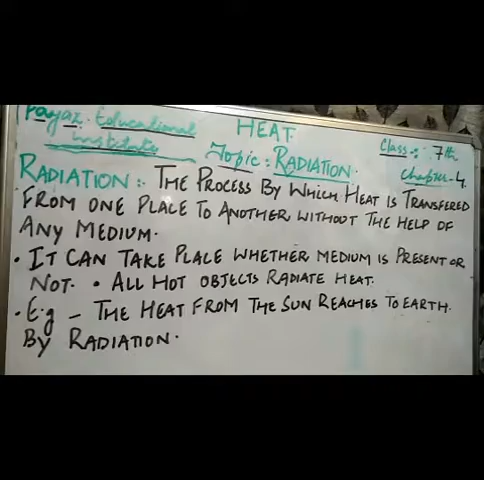 Fayaz Educational
Institute
HEAT
Class :- 7th
Topic: RADIATION.
Chapter-4
RADIATION:- THE PROCESS BY WHICH HEAT IS TRANSFERED
FROM ONE PLACE TO ANOTHER WITHOUT THE HELP OF
ANY MEDIUM.
• IT CAN TAKE PLACE WHETHER MEDIUM IS PRESENT OR
NOT. • ALL HOT OBJECTS RADIATE HEAT.
• E.g - THE HEAT FROM THE SUN REACHES TO EARTH.
BY RADIATION.